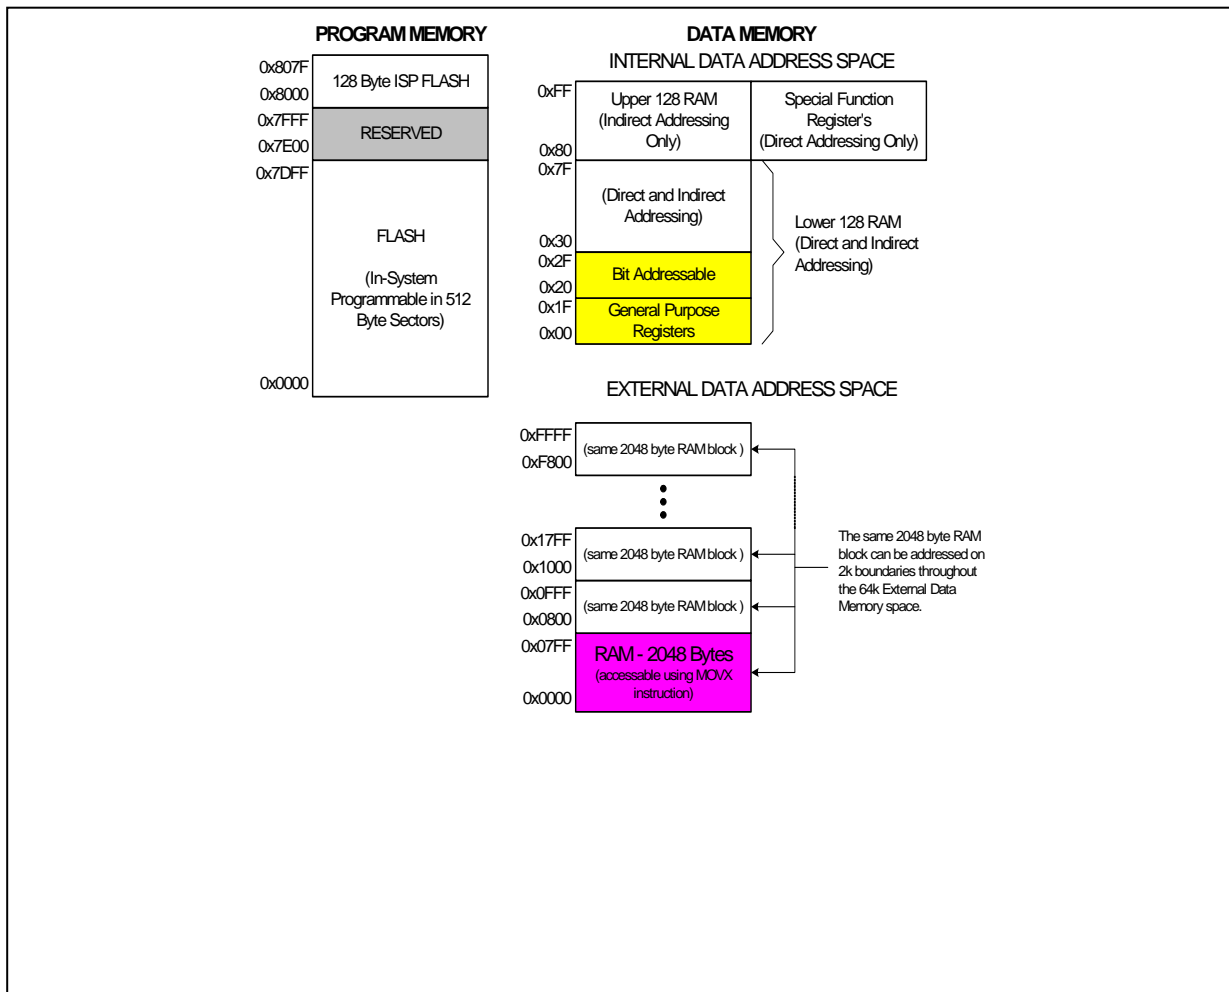 PROGRAM MEMORY
0x807F
0x8000
128 Byte ISP FLASH
0x7FFF
0x7E00
RESERVED
0x7DFF
FLASH
(In-System
Programmable in 512
Byte Sectors)
0x0000
DATA MEMORY
INTERNAL DATA ADDRESS SPACE
0xFF
0x80
Upper 128 RAM
(Indirect Addressing
Only)
Special Function
Register's
(Direct Addressing Only)
0x7F
(Direct and Indirect
Addressing)
0x30
0x2F
Bit Addressable
0x20
0x1F
General Purpose
Registers
0x00
Lower 128 RAM
(Direct and Indirect
Addressing)
EXTERNAL DATA ADDRESS SPACE
0xFFFF
(same 2048 byte RAM block )
0xF800
0x17FF
(same 2048 byte RAM block )
0x1000
0x0FFF
(same 2048 byte RAM block )
0x0800
0x07FF
RAM - 2048 Bytes
(accessable using MOVX
instruction)
0x0000
The same 2048 byte RAM
block can be addressed on
2k boundaries throughout
the 64k External Data
Memory space.